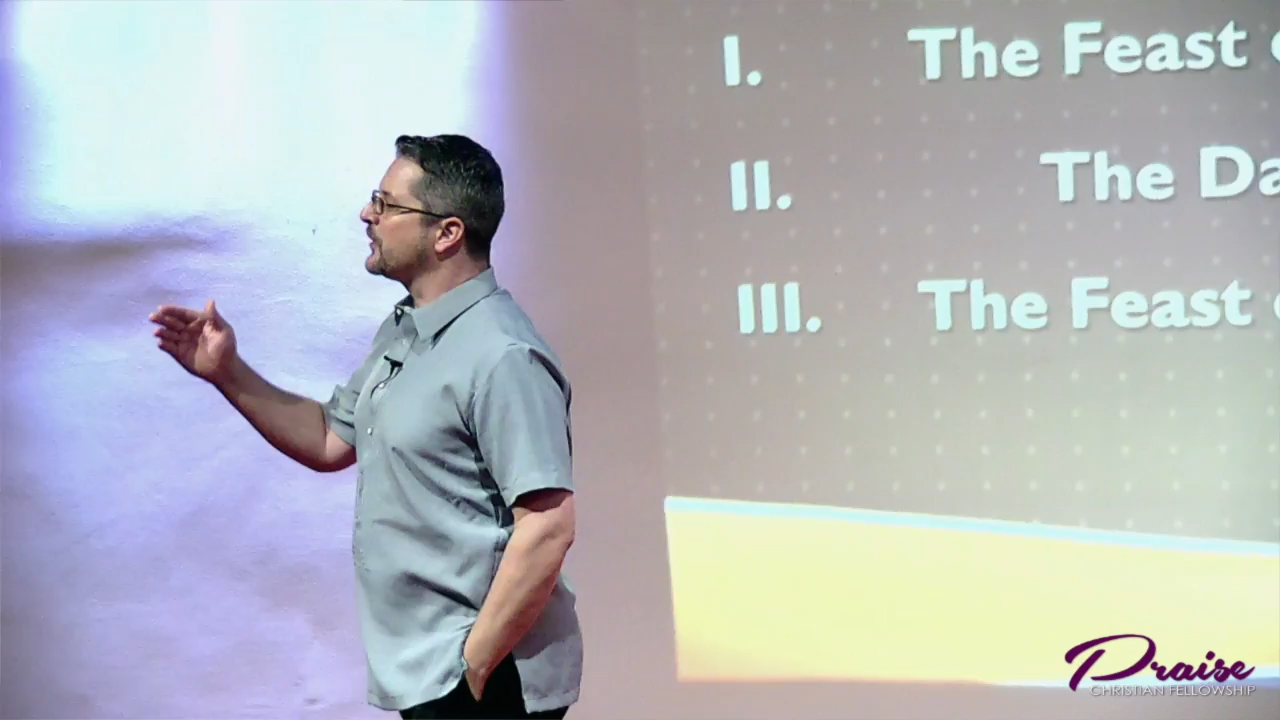 I. The Feast
II. The Da
III. The Feast
Praise
CHRISTIAN FELLOWSHIP